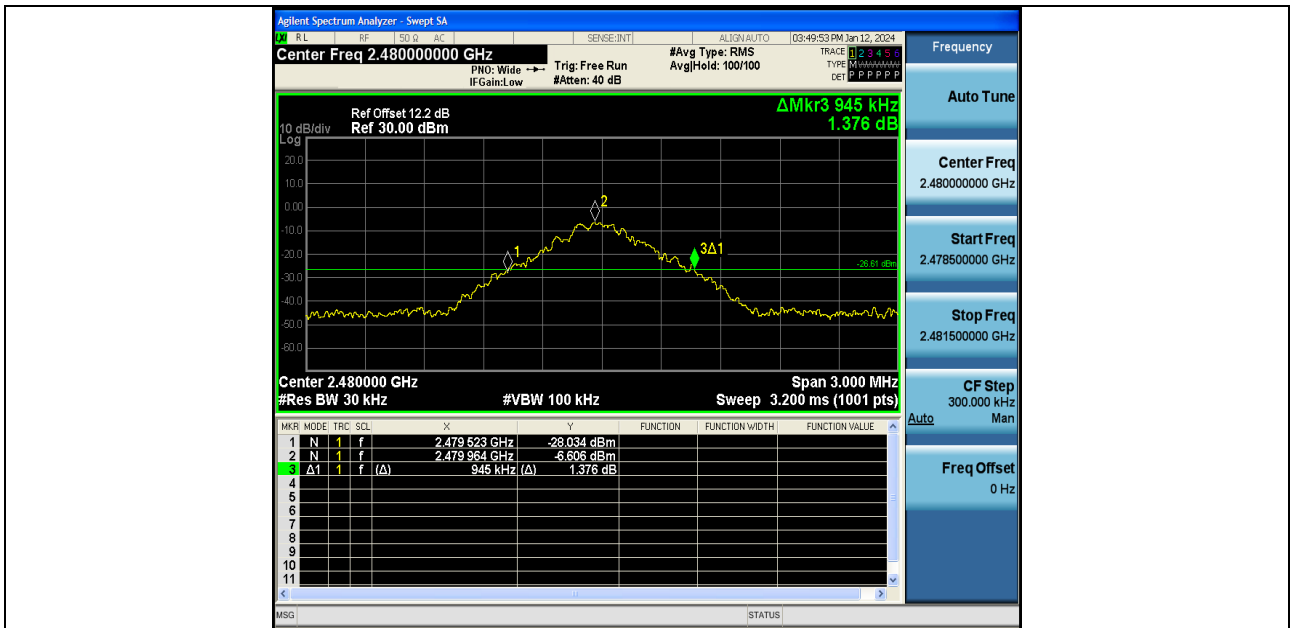 Agilent Spectrum Analyzer - Swept SA
RL RF 50 Ω AC SENSE:INT ALIGN AUTO 03:49:53 PM Jan 12, 2024
Center Freq 2.480000000 GHz
PNO: Wide
IFGain:Low
Trig: Free Run
#Atten: 40 dB
#Avg Type: RMS
Avg|Hold: 100/100
TRACE 1 2 3 4 5 6
TYPE M
DET P P P P P P
ΔMkr3 945 kHz
1.376 dB
Ref Offset 12.2 dB
10 dB/div Ref 30.00 dBm
Log
20.0
10.0
0.00
-10.0
-20.0
-30.0
-40.0
-50.0
-60.0
1
2
3Δ1
-26.61 dBm
Center 2.480000 GHz Span 3.000 MHz
#Res BW 30 kHz #VBW 100 kHz Sweep 3.200 ms (1001 pts)
MKR MODE TRC SCL X Y FUNCTION FUNCTION WIDTH FUNCTION VALUE
1 N 1 f 2.479 523 GHz -28.034 dBm
2 N 1 f 2.479 964 GHz -6.606 dBm
3 Δ1 1 f (Δ) 945 kHz (Δ) 1.376 dB
4
5
6
7
8
9
10
11
MSG STATUS
Frequency
Auto Tune
Center Freq
2.480000000 GHz
Start Freq
2.478500000 GHz
Stop Freq
2.481500000 GHz
CF Step
300.000 kHz
Auto Man
Freq Offset
0 Hz